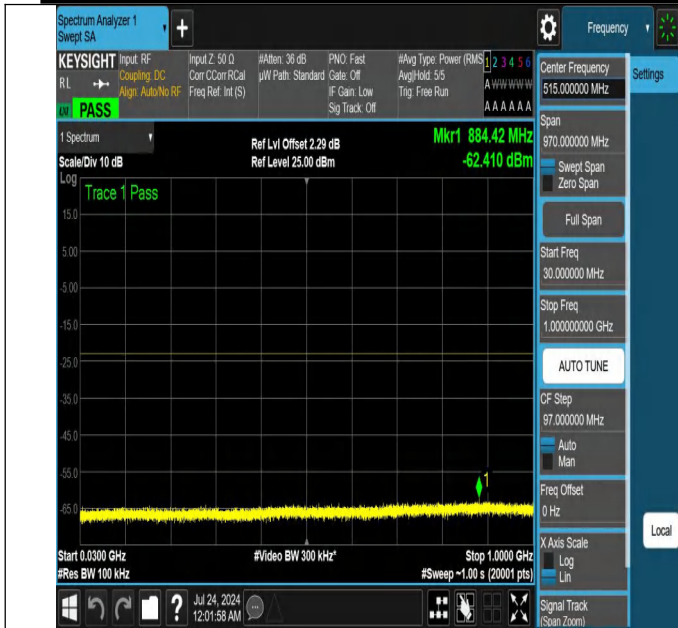 Spectrum Analyzer 1
Swept SA
+
Frequency
KEYSIGHT
RL
PASS
Input: RF
Coupling: DC
Align: Auto/No RF
Input Z: 50 Ω
Corr CCorr RCal
Freq Ref: Int (S)
#Atten: 36 dB
µW Path: Standard
PNO: Fast
Gate: Off
IF Gain: Low
Sig Track: Off
#Avg Type: Power (RMS
Avg|Hold: 5/5
Trig: Free Run
1 2 3 4 5 6
A W W W W W
A A A A A A
Center Frequency
515.000000 MHz
Settings
Span
970.000000 MHz
Swept Span
Zero Span
Full Span
Start Freq
30.000000 MHz
Stop Freq
1.000000000 GHz
AUTO TUNE
CF Step
97.000000 MHz
Auto
Man
Freq Offset
0 Hz
X Axis Scale
Log
Lin
Local
Signal Track
(Span Zoom)
1 Spectrum
Scale/Div 10 dB
Ref Lvl Offset 2.29 dB
Ref Level 25.00 dBm
Mkr1 884.42 MHz
-62.410 dBm
Log
Trace 1 Pass
15.0
5.00
-5.00
-15.0
-25.0
-35.0
-45.0
-55.0
-65.0
1
Start 0.0300 GHz
#Res BW 100 kHz
#Video BW 300 kHz*
Stop 1.0000 GHz
#Sweep ~1.00 s (20001 pts)
?
Jul 24, 2024
12:01:58 AM